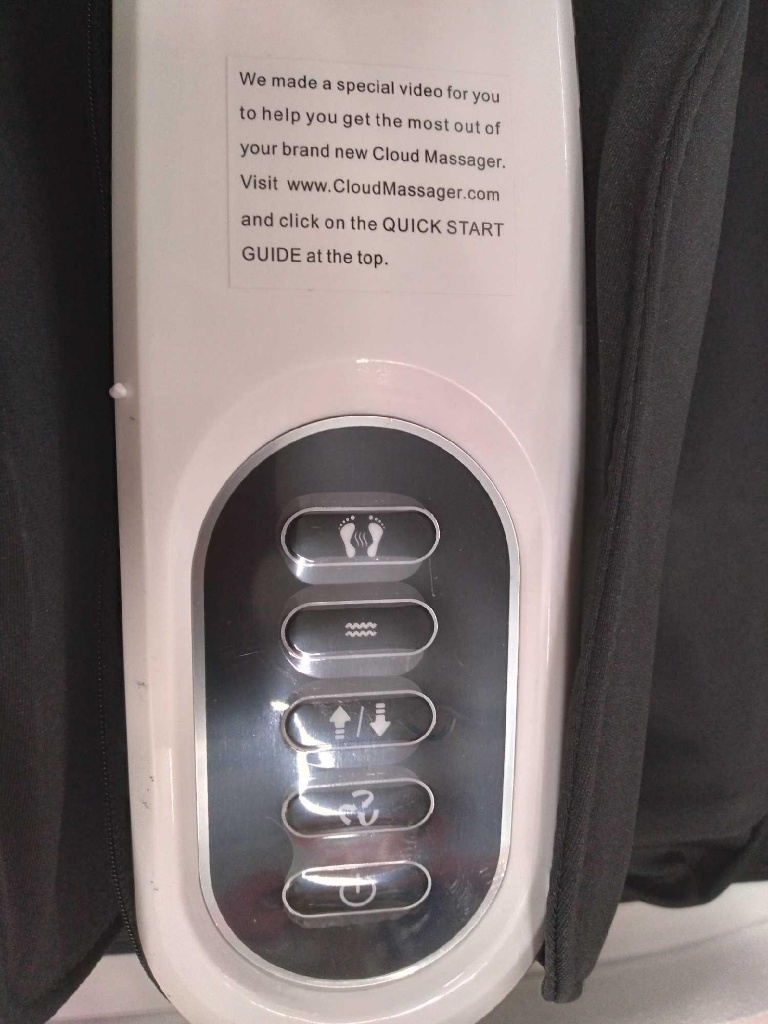 We made a special video for you
to help you get the most out of
your brand new Cloud Massager.
Visit www.CloudMassager.com
and click on the QUICK START
GUIDE at the top.